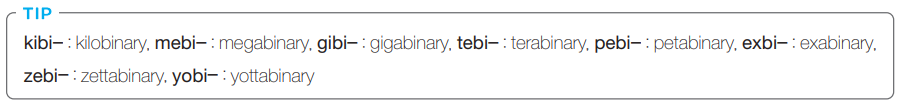 TIP
kibi– : kilobinary, mebi– : megabinary, gibi– : gigabinary, tebi– : terabinary, pebi– : petabinary, exbi– : exabinary,
zebi– : zettabinary, yobi– : yottabinary